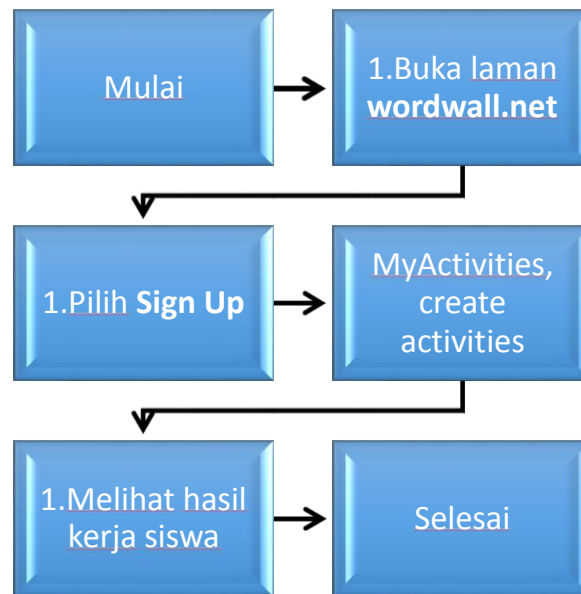 Mulai
1.Buka laman
wordwall.net
1.Pilih Sign Up
MyActivities,
create
activities
1.Melihat hasil
kerja siswa
Selesai